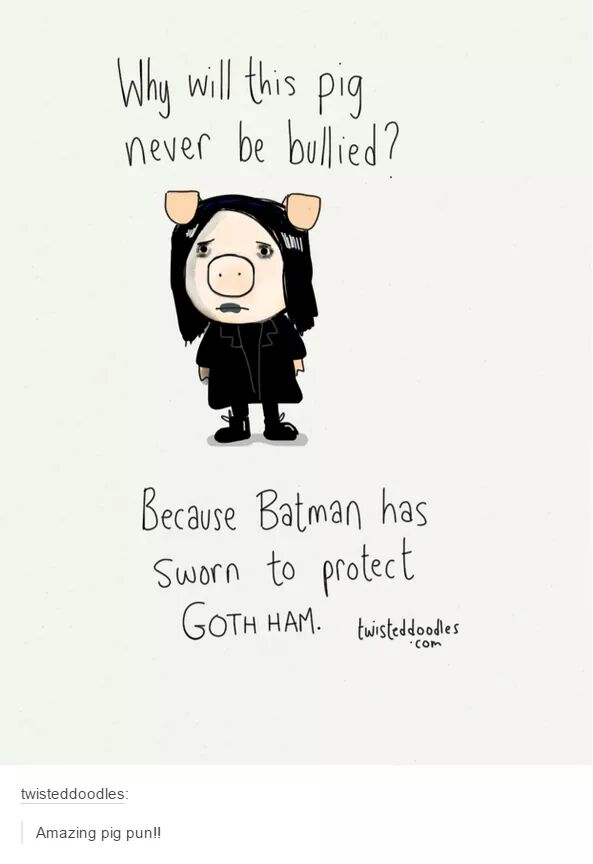 Why will this pig
never be bullied?
Because Batman has
sworn to protect
GOTH HAM.
twisteddoodles
.com
twisteddoodles:
Amazing pig pun!!